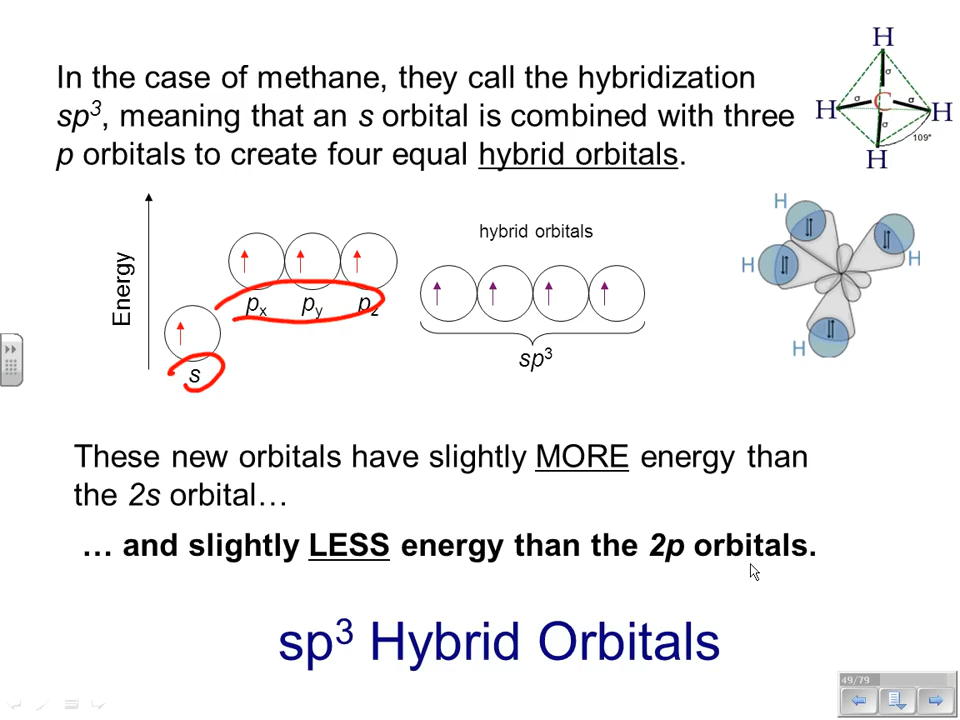 In the case of methane, they call the hybridization
sp³, meaning that an s orbital is combined with three
p orbitals to create four equal hybrid orbitals.
H
σ
H
σ
C
σ
H
σ
109°
H
Energy
px
py
pz
s
hybrid orbitals
sp³
H
H
H
H
These new orbitals have slightly MORE energy than
the 2s orbital…
… and slightly LESS energy than the 2p orbitals.
sp³ Hybrid Orbitals
49/79